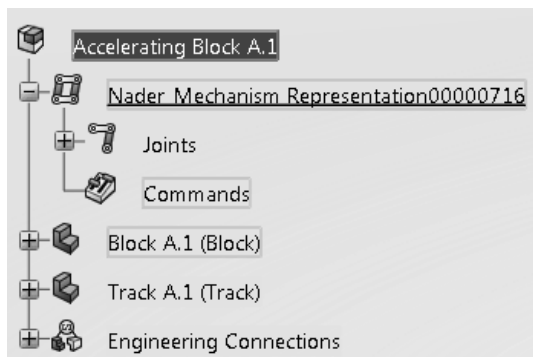 Accelerating Block A.1
Nader Mechanism Representation00000716
Joints
Commands
Block A.1 (Block)
Track A.1 (Track)
Engineering Connections